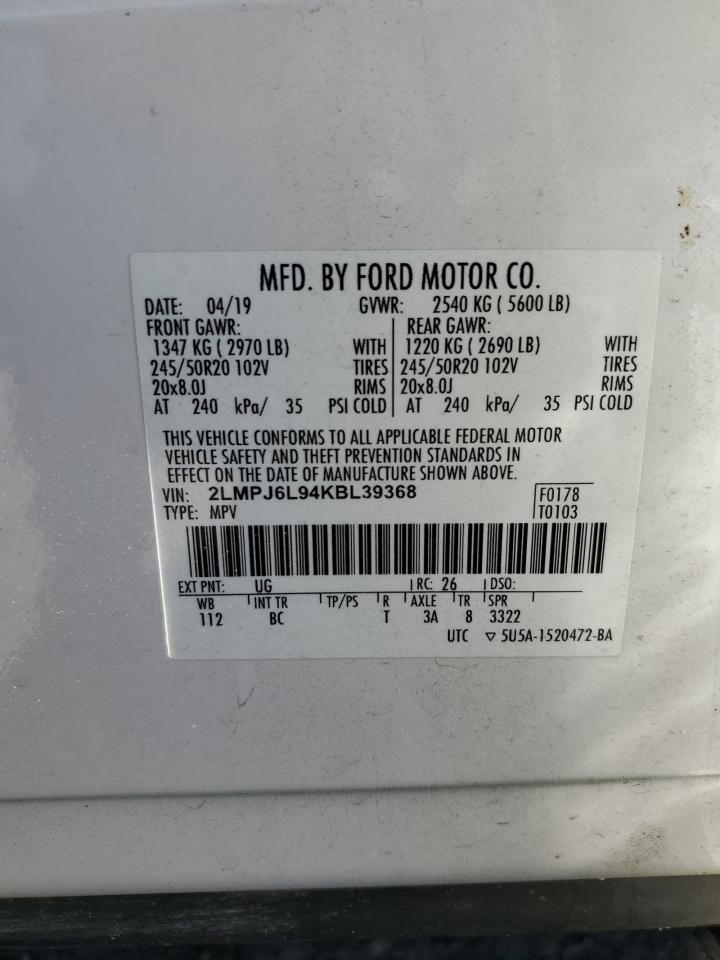 MFD. BY FORD MOTOR CO.
DATE: 04/19 GVWR: 2540 KG ( 5600 LB)
FRONT GAWR: REAR GAWR:
1347 KG ( 2970 LB) WITH 1220 KG ( 2690 LB) WITH
245/50R20 102V TIRES 245/50R20 102V TIRES
20x8.0J RIMS 20x8.0J RIMS
AT 240 kPa/ 35 PSI COLD AT 240 kPa/ 35 PSI COLD
THIS VEHICLE CONFORMS TO ALL APPLICABLE FEDERAL MOTOR
VEHICLE SAFETY AND THEFT PREVENTION STANDARDS IN
EFFECT ON THE DATE OF MANUFACTURE SHOWN ABOVE.
VIN: 2LMPJ6L94KBL39368 F0178
TYPE: MPV T0103
EXT PNT: UG RC: 26 DSO:
WB INT TR TP/PS R AXLE TR SPR
112 BC T 3A 8 3322
UTC ▽ 5U5A-1520472-BA